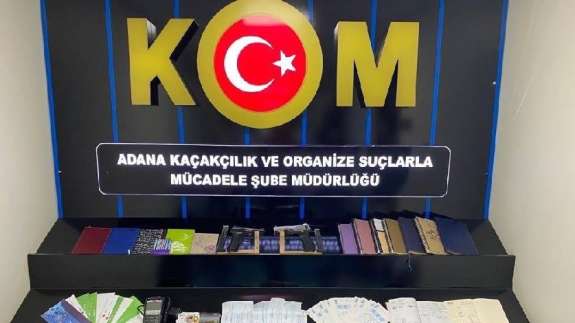 KOM
ADANA KAÇAKÇILIK VE ORGANİZE SUÇLARLA
MÜCADELE ŞUBE MÜDÜRLÜĞÜ